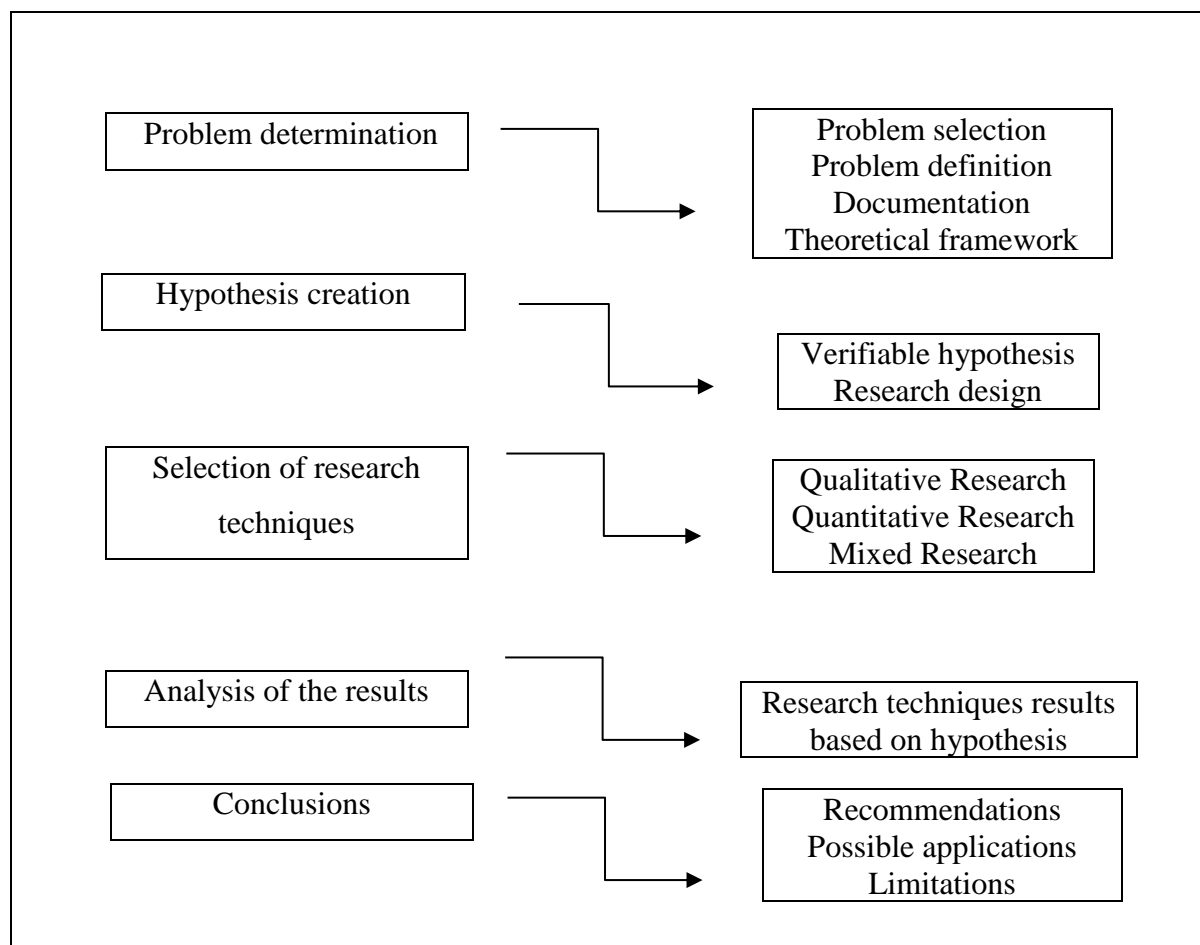 Problem determination
Problem selection
Problem definition
Documentation
Theoretical framework
Hypothesis creation
Verifiable hypothesis
Research design
Selection of research
techniques
Qualitative Research
Quantitative Research
Mixed Research
Analysis of the results
Research techniques results
based on hypothesis
Conclusions
Recommendations
Possible applications
Limitations